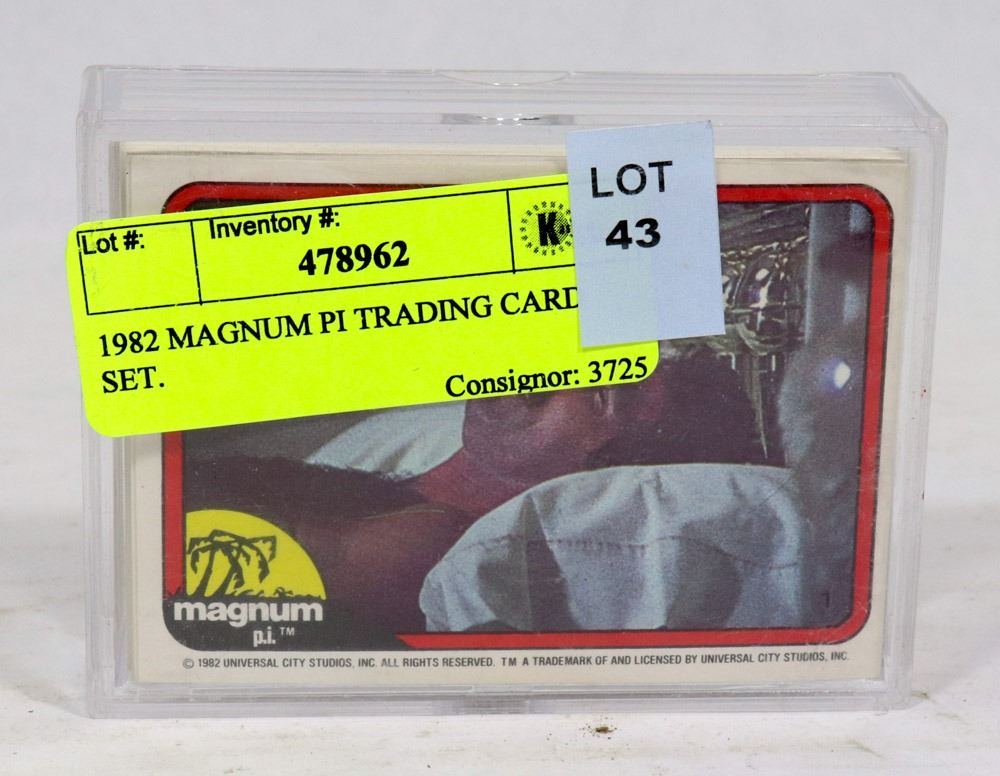 LOT
43
Lot #:
Inventory #:
478962
K
1982 MAGNUM PI TRADING CARD
SET.
Consignor: 3725
1
magnum
p.i.™
© 1982 UNIVERSAL CITY STUDIOS, INC. ALL RIGHTS RESERVED. TM A TRADEMARK OF AND LICENSED BY UNIVERSAL CITY STUDIOS, INC.